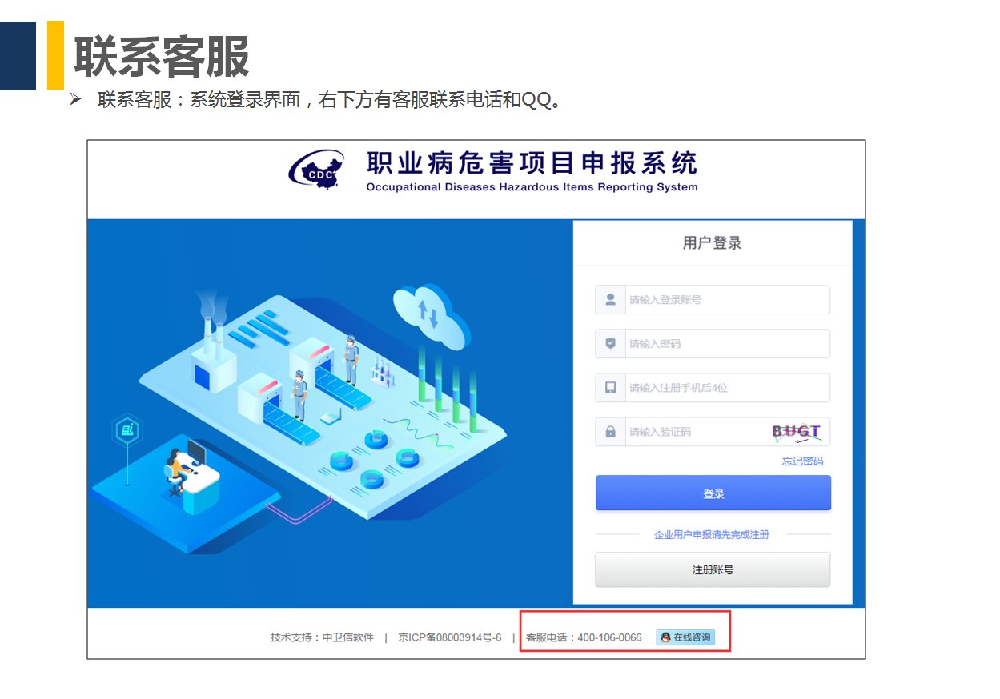 联系客服
➢ 联系客服：系统登录界面，右下方有客服联系电话和QQ。
CDC
职业病危害项目申报系统
Occupational Diseases Hazardous Items Reporting System
用户登录
请输入登录账号
请输入密码
请输入注册手机后4位
请输入验证码 BUGT
忘记密码
登录
企业用户申报请先完成注册
注册账号
技术支持：中卫信软件 | 京ICP备08003914号-6 | 客服电话：400-106-0066 在线咨询